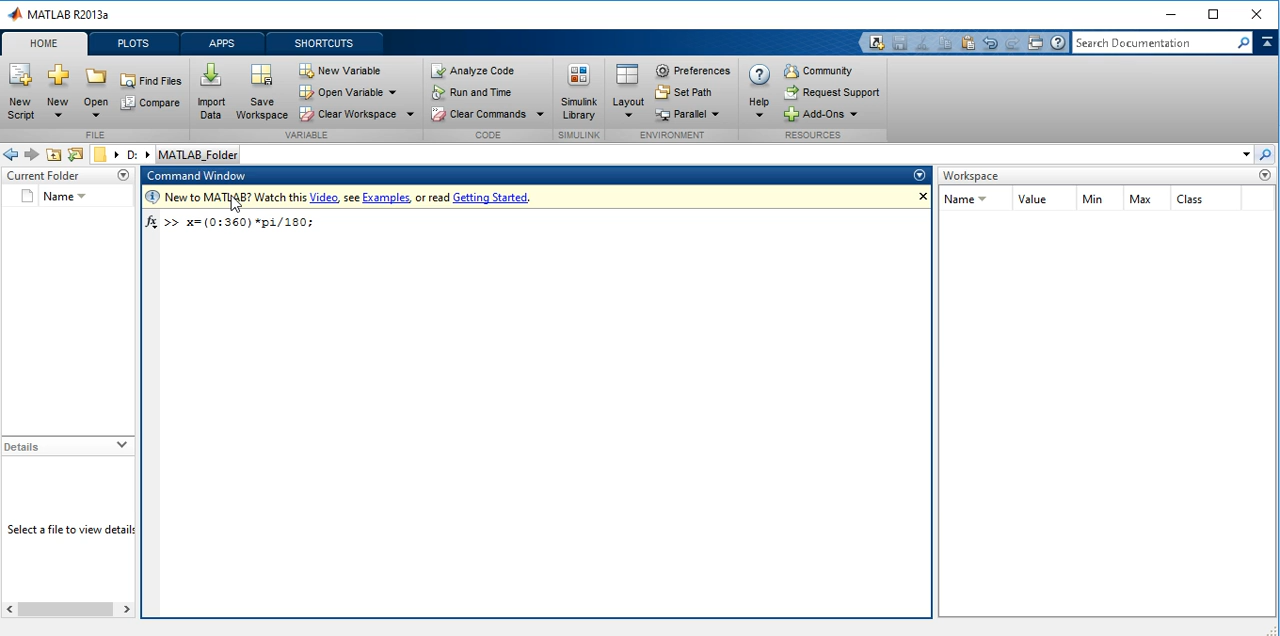 MATLAB R2013a
HOME PLOTS APPS SHORTCUTS Search Documentation
New Script New Open Find Files Compare Import Data Save Workspace New Variable Open Variable Clear Workspace Analyze Code Run and Time Clear Commands Simulink Library Layout Preferences Set Path Parallel Help Community Request Support Add-Ons
FILE VARIABLE CODE SIMULINK ENVIRONMENT RESOURCES
D: MATLAB_Folder
Current Folder Command Window Workspace
Name New to MATLAB? Watch this Video, see Examples, or read Getting Started. Name Value Min Max Class
fx >> x=(0:360)*pi/180;
Details
Select a file to view details